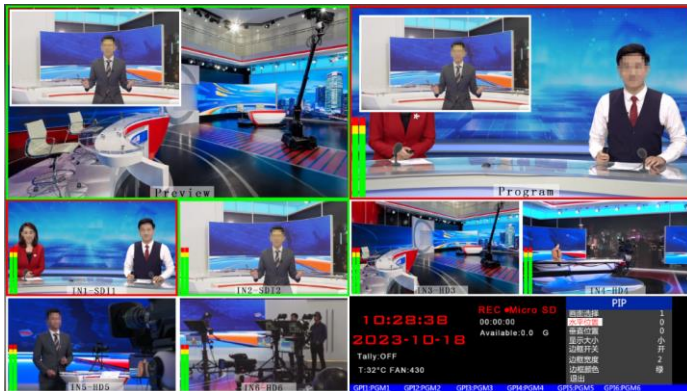 Preview
Program
IN1-SDI1
IN2-SDI2
IN3-HD3
IN4-HD4
IN5-HD5
IN6-HD6
10:28:38
2023-10-18
Tally:OFF
T:32°C FAN:430
REC Micro SD
00:00:00
Available:0.0 G
PIP
画面选择 1
水平位置 0
垂直位置 0
显示大小 小
边框开关 开
边框宽度 2
边框颜色 绿
退出
GPI1:PGM1 GPI2:PGM2 GPI3:PGM3 GPI4:PGM4 GPI5:PGM5 GPI6:PGM6